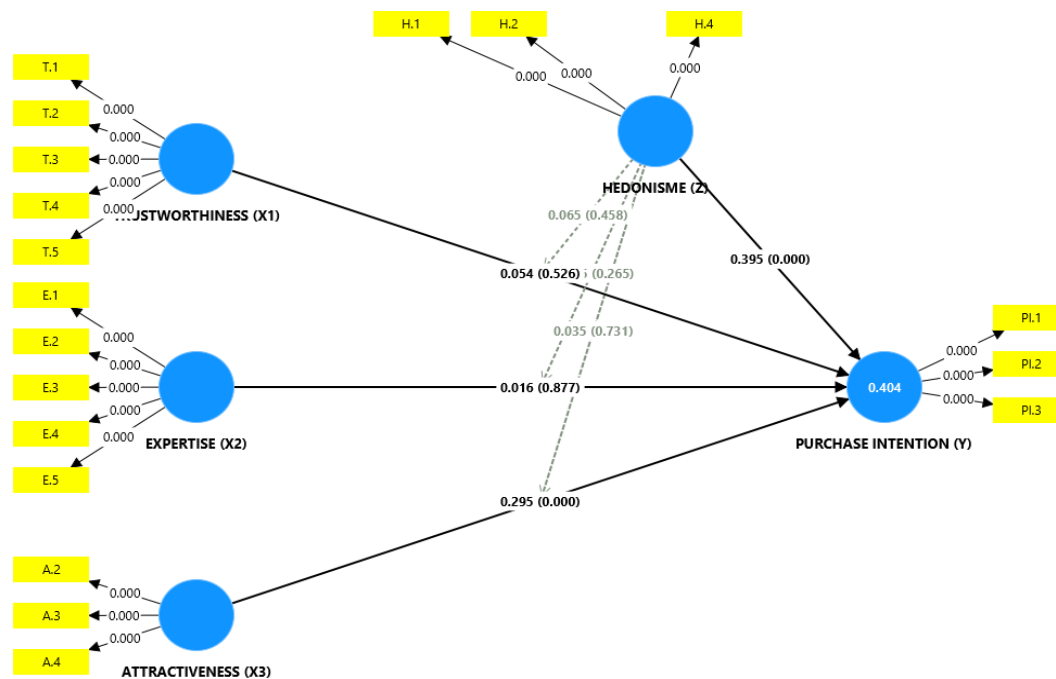 H.1
H.2
H.4
0.000
0.000
0.000
HEDONISME (Z)
T.1
T.2
T.3
T.4
T.5
0.000
0.000
0.000
0.000
0.000
USTWORTHINESS (X1)
0.065 (0.458)
0.054 (0.526)
(0.265)
0.035 (0.731)
0.395 (0.000)
E.1
E.2
E.3
E.4
E.5
0.000
0.000
0.000
0.000
0.000
EXPERTISE (X2)
0.016 (0.877)
0.404
PI.1
PI.2
PI.3
0.000
0.000
0.000
PURCHASE INTENTION (Y)
0.295 (0.000)
A.2
A.3
A.4
0.000
0.000
0.000
ATTRACTIVENESS (X3)